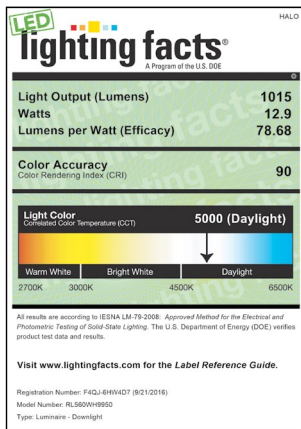 HALO
LED
lighting facts®
A Program of the U.S. DOE
Light Output (Lumens) 1015
Watts 12.9
Lumens per Watt (Efficacy) 78.68
Color Accuracy
Color Rendering Index (CRI) 90
Light Color
Correlated Color Temperature (CCT) 5000 (Daylight)
Warm White Bright White Daylight
2700K 3000K 4500K 6500K
All results are according to IESNA LM-79-2008: Approved Method for the Electrical and
Photometric Testing of Solid-State Lighting. The U.S. Department of Energy (DOE) verifies
product test data and results.
Visit www.lightingfacts.com for the Label Reference Guide.
Registration Number: F4QJ-6HW4D7 (9/21/2016)
Model Number: RL560WH9950
Type: Luminaire - Downlight